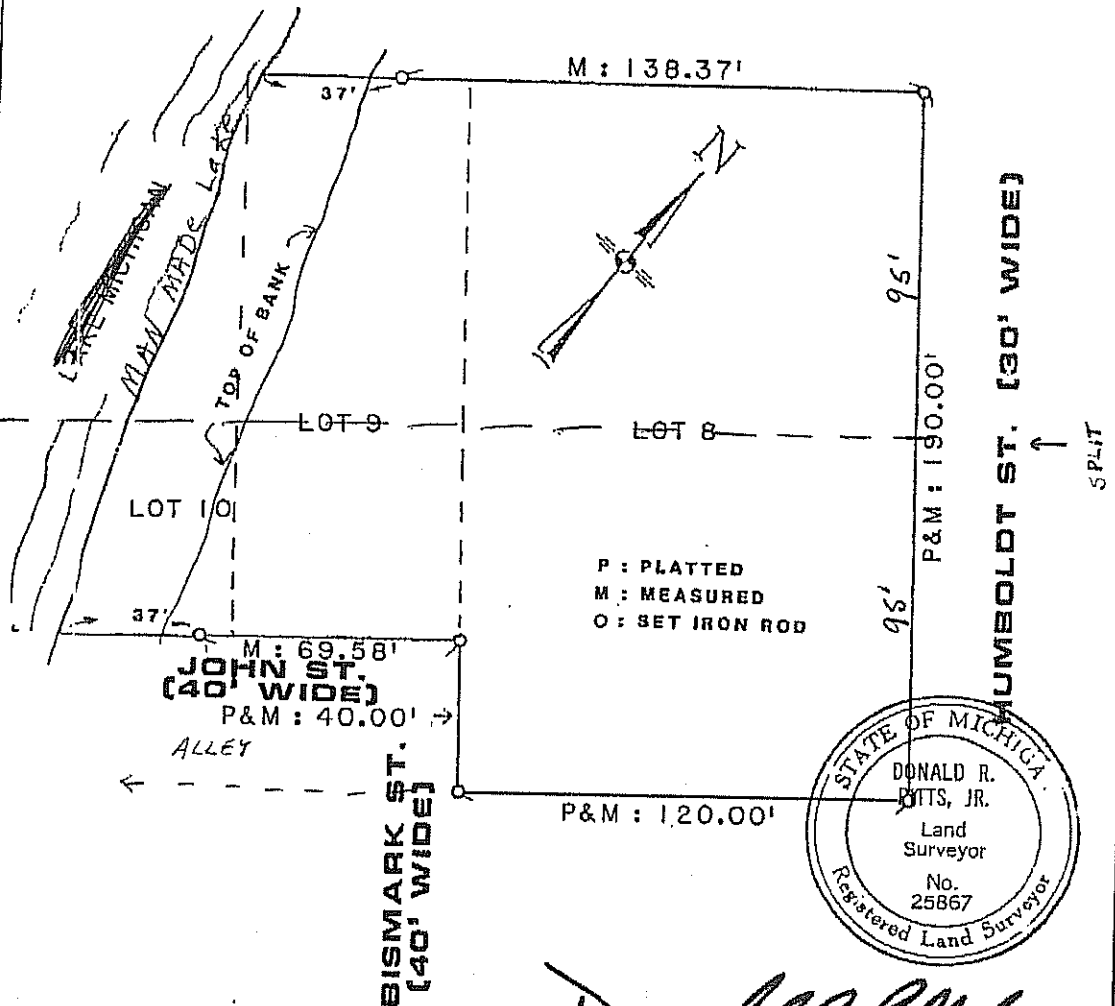 M : 138.37'
37'
N
LAKE MICHIGAN
MAN MADE Lake
TOP OF BANK
95'
HUMBOLDT ST. (30' WIDE)
P&M : 190.00'
LOT 9
LOT 8
SPLIT
LOT 10
P : PLATTED
M : MEASURED
O : SET IRON ROD
95'
37'
M : 69.58'
JOHN ST.
(40' WIDE)
P&M : 40.00'
ALLEY
BISMARK ST.
(40' WIDE)
P&M : 120.00'
STATE OF MICHIGA
DONALD R.
PITTS, JR.
Land
Surveyor
No.
25867
Registered Land Surveyor